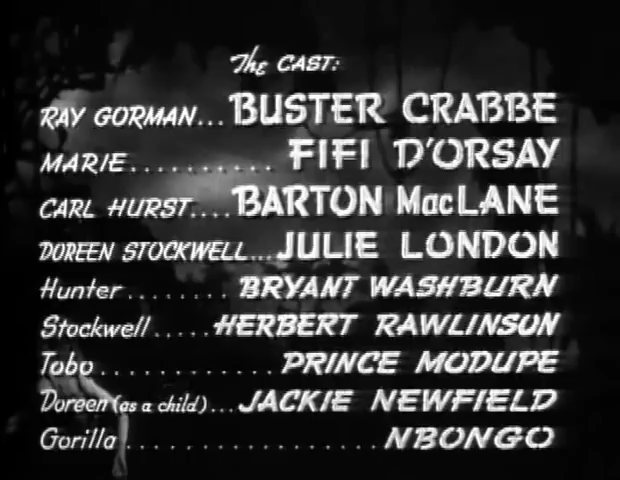 The CAST:
RAY GORMAN... BUSTER CRABBE
MARIE.......... FIFI D'ORSAY
CARL HURST.... BARTON MacLANE
DOREEN STOCKWELL... JULIE LONDON
Hunter........ BRYANT WASHBURN
Stockwell..... HERBERT RAWLINSON
Tobo............. PRINCE MODUPE
Doreen (as a child)... JACKIE NEWFIELD
Gorilla.................. NBONGO